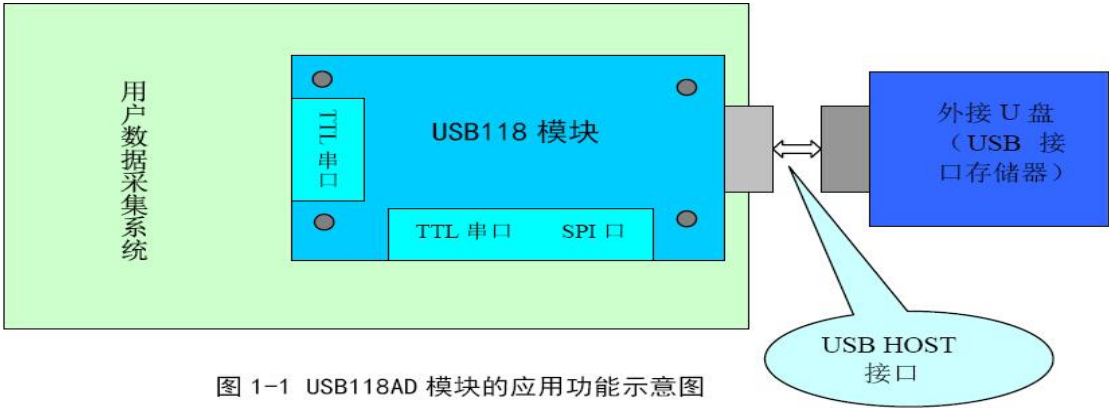 用户数据采集系统
TTL 串口
USB118 模块
TTL 串口 SPI 口
外接 U 盘
（USB 接
口存储器）
USB HOST
接口
图 1-1 USB118AD 模块的应用功能示意图